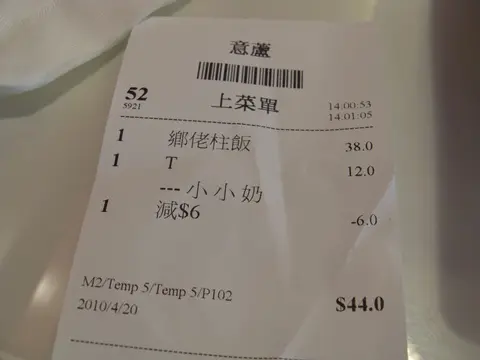 意蘆
52
5921
上菜單
14:00:53
14:01:05
1 鄉佬柱飯 38.0
1 T 12.0
--- 小小奶
1 減$6 -6.0
M2/Temp 5/Temp 5/P102
2010/4/20
$44.0